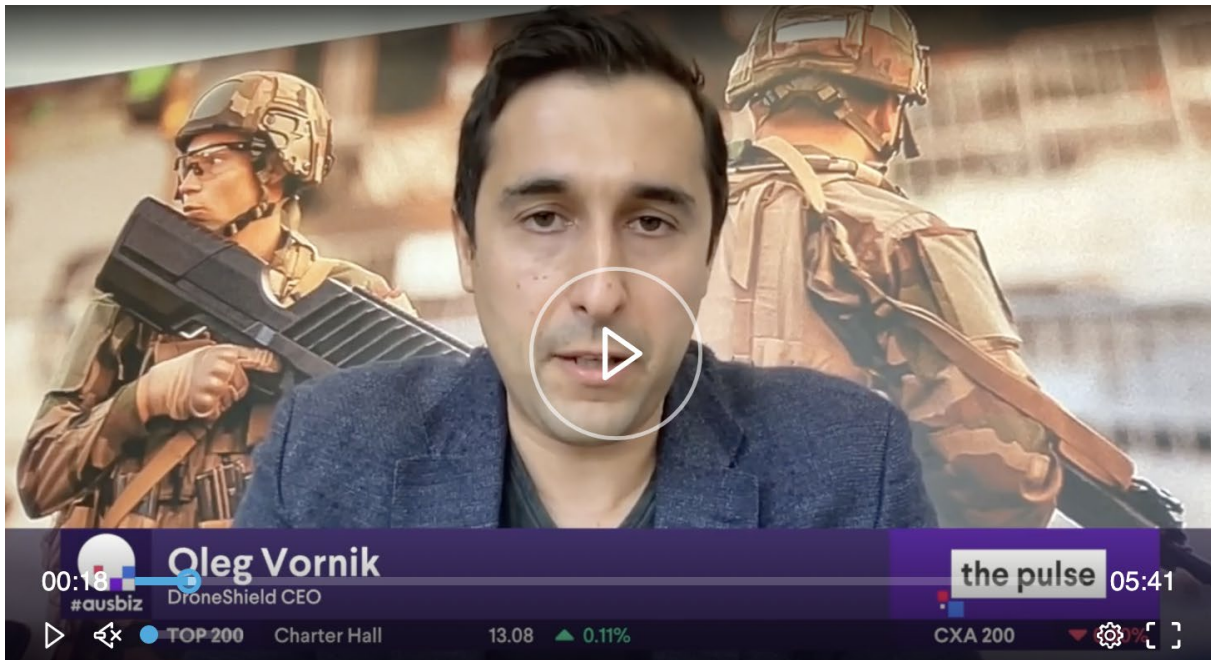 Oleg Vornik
the pulse
00:18
05:41
#ausbiz
DroneShield CEO
TOP 200 Charter Hall 13.08 0.11% CXA 200